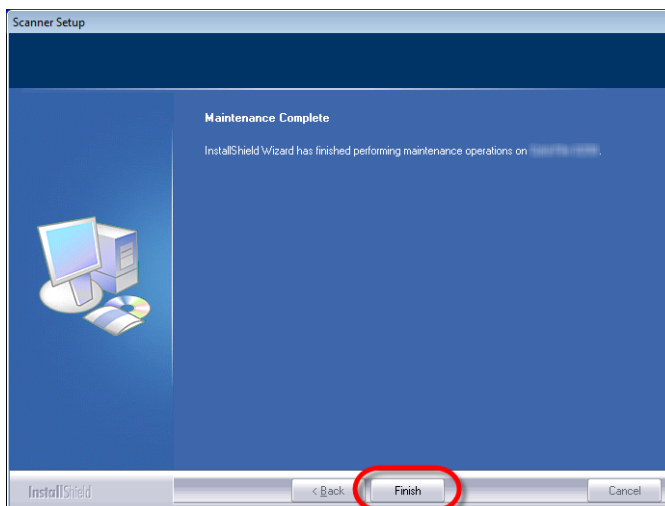 Scanner Setup
Maintenance Complete
InstallShield Wizard has finished performing maintenance operations on .
InstallShield
< Back
Finish
Cancel